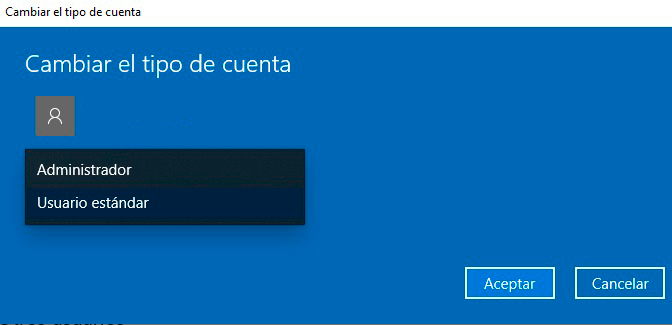 Cambiar el tipo de cuenta
Cambiar el tipo de cuenta
Administrador
Usuario estándar
Aceptar
Cancelar